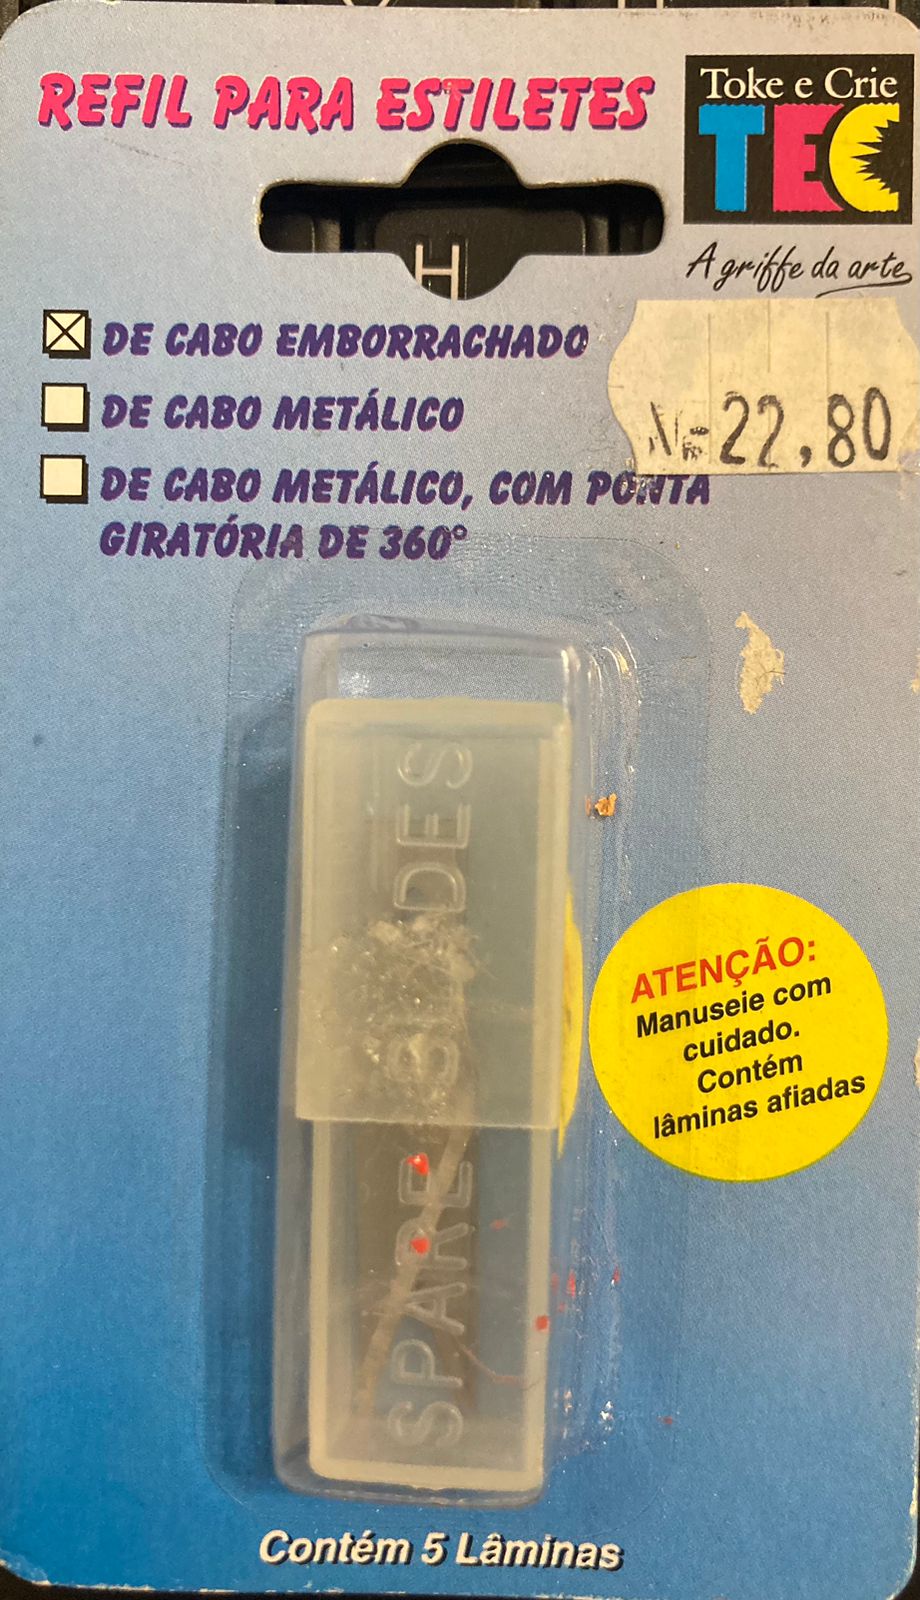 REFIL PARA ESTILETES
Toke e Crie
TEC
A griffe da arte
DE CABO EMBORRACHADO
DE CABO METÁLICO
DE CABO METÁLICO, COM PONTA
GIRATÓRIA DE 360°
22,80
H
SPARE BLADES
ATENÇÃO:
Manuseie com
cuidado.
Contém
lâminas afiadas
Contém 5 Lâminas